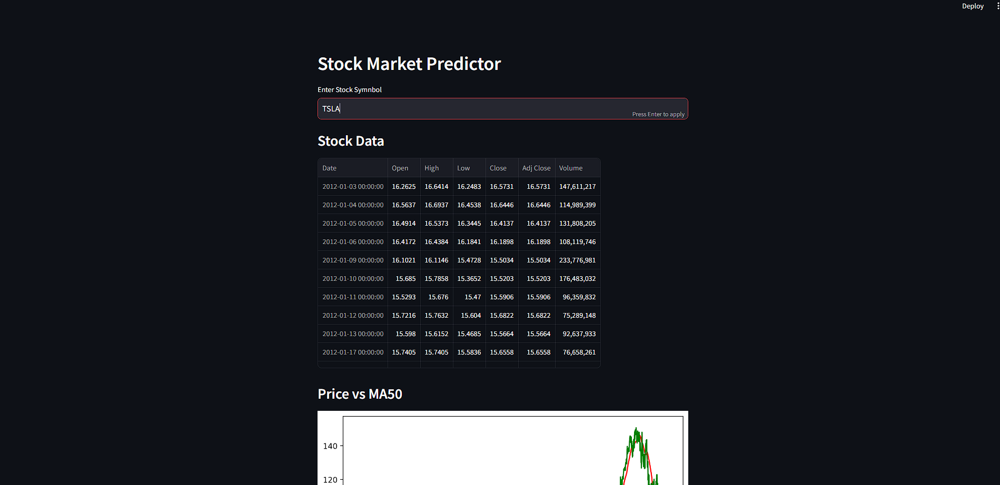 Deploy
Stock Market Predictor
Enter Stock Symnbol
TSLA
Press Enter to apply
Stock Data
Date Open High Low Close Adj Close Volume
2012-01-03 00:00:00 16.2625 16.6414 16.2483 16.5731 16.5731 147,611,217
2012-01-04 00:00:00 16.5637 16.6937 16.4538 16.6446 16.6446 114,989,399
2012-01-05 00:00:00 16.4914 16.5373 16.3445 16.4137 16.4137 131,808,205
2012-01-06 00:00:00 16.4172 16.4384 16.1841 16.1898 16.1898 108,119,746
2012-01-09 00:00:00 16.1021 16.1146 15.4728 15.5034 15.5034 233,776,981
2012-01-10 00:00:00 15.685 15.7858 15.3652 15.5203 15.5203 176,483,032
2012-01-11 00:00:00 15.5293 15.676 15.47 15.5906 15.5906 96,359,832
2012-01-12 00:00:00 15.7216 15.7632 15.604 15.6822 15.6822 75,289,148
2012-01-13 00:00:00 15.598 15.6152 15.4685 15.5664 15.5664 92,637,933
2012-01-17 00:00:00 15.7405 15.7405 15.5836 15.6558 15.6558 76,658,261
Price vs MA50
140
120